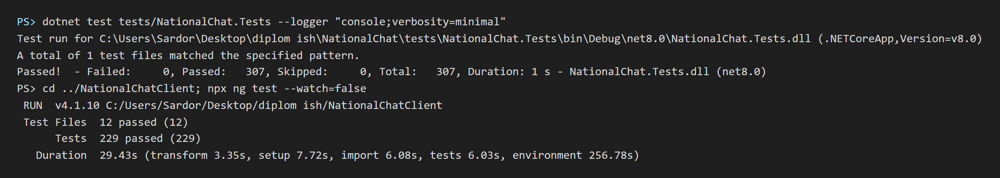 PS> dotnet test tests/NationalChat.Tests --logger "console;verbosity=minimal"
Test run for C:\Users\Sardor\Desktop\diplom ish\NationalChat\tests\NationalChat.Tests\bin\Debug\net8.0\NationalChat.Tests.dll (.NETCoreApp,Version=v8.0)
A total of 1 test files matched the specified pattern.
Passed!  - Failed:     0, Passed:   307, Skipped:     0, Total:   307, Duration: 1 s - NationalChat.Tests.dll (net8.0)
PS> cd ../NationalChatClient; npx ng test --watch=false
 RUN  v4.1.10 C:/Users/Sardor/Desktop/diplom ish/NationalChatClient
 Test Files  12 passed (12)
      Tests  229 passed (229)
   Duration  29.43s (transform 3.35s, setup 7.72s, import 6.08s, tests 6.03s, environment 256.78s)